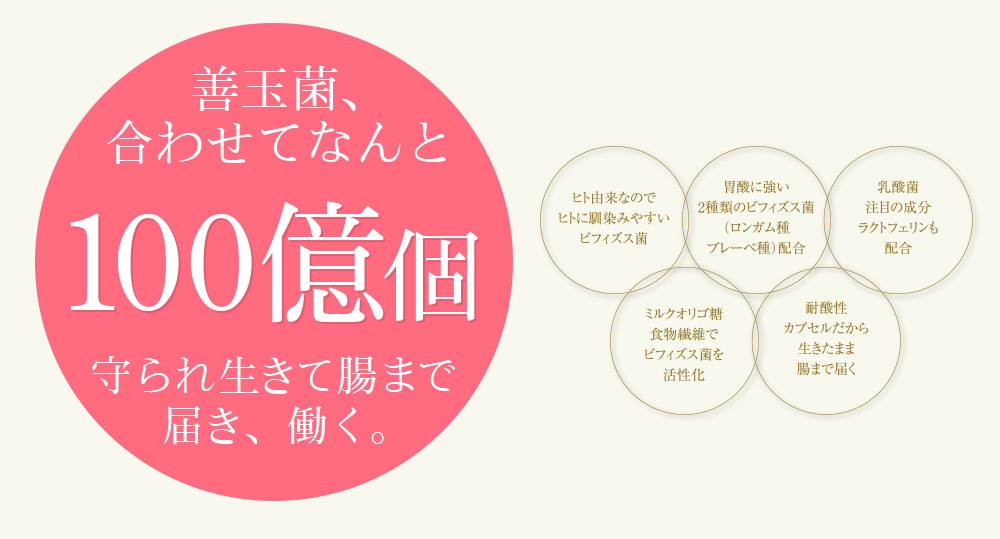 善玉菌、
合わせてなんと
100億個
守られ生きて腸まで
届き、働く。
ヒト由来なので
ヒトに馴染みやすい
ビフィズス菌
胃酸に強い
2種類のビフィズス菌
（ロンガム種
ブレーベ種）配合
乳酸菌
注目の成分
ラクトフェリンも
配合
ミルクオリゴ糖
食物繊維で
ビフィズス菌を
活性化
耐酸性
カプセルだから
生きたまま
腸まで届く